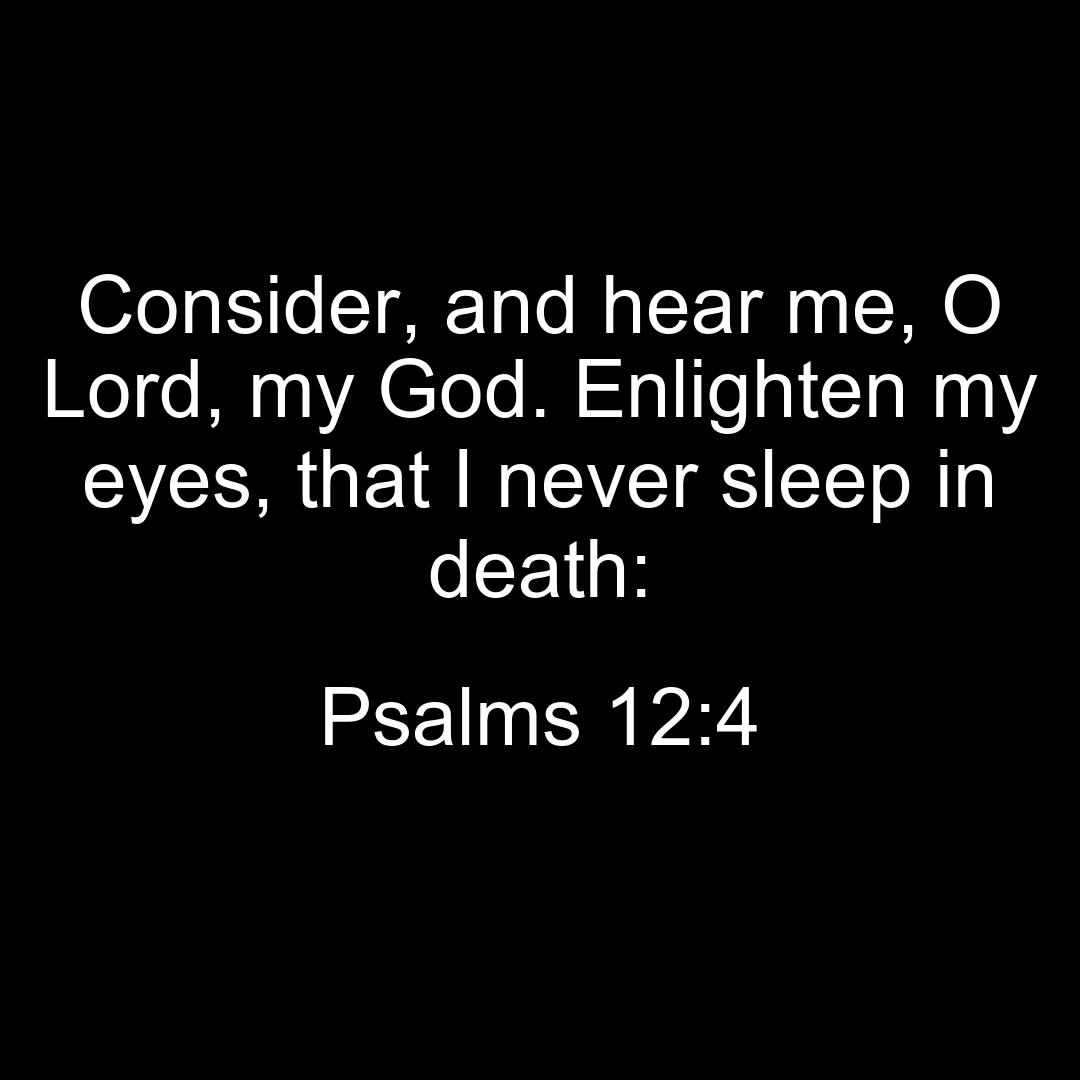 Consider, and hear me, O
Lord, my God. Enlighten my
eyes, that I never sleep in
death:
Psalms 12:4